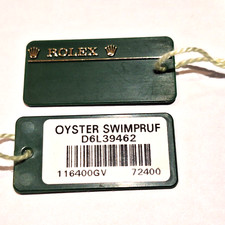 ROLEX
OYSTER SWIMPRUF
D6L39462
116400GV 72400